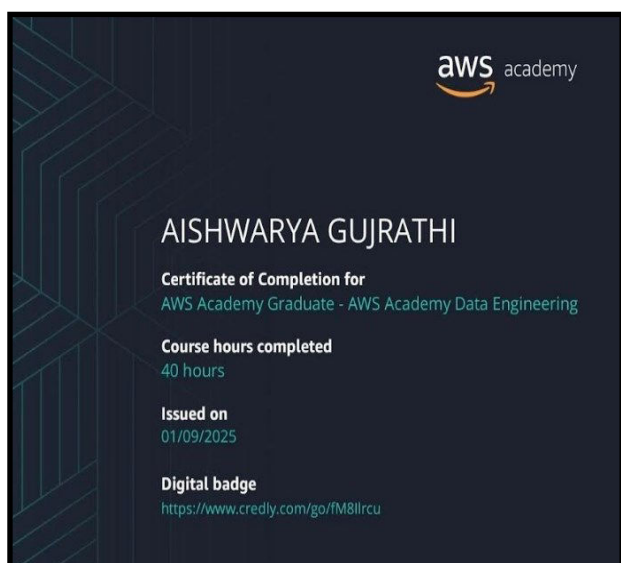 aws academy
AISHWARYA GUJRATHI
Certificate of Completion for
AWS Academy Graduate - AWS Academy Data Engineering
Course hours completed
40 hours
Issued on
01/09/2025
Digital badge
https://www.credly.com/go/fM8Ilrcu